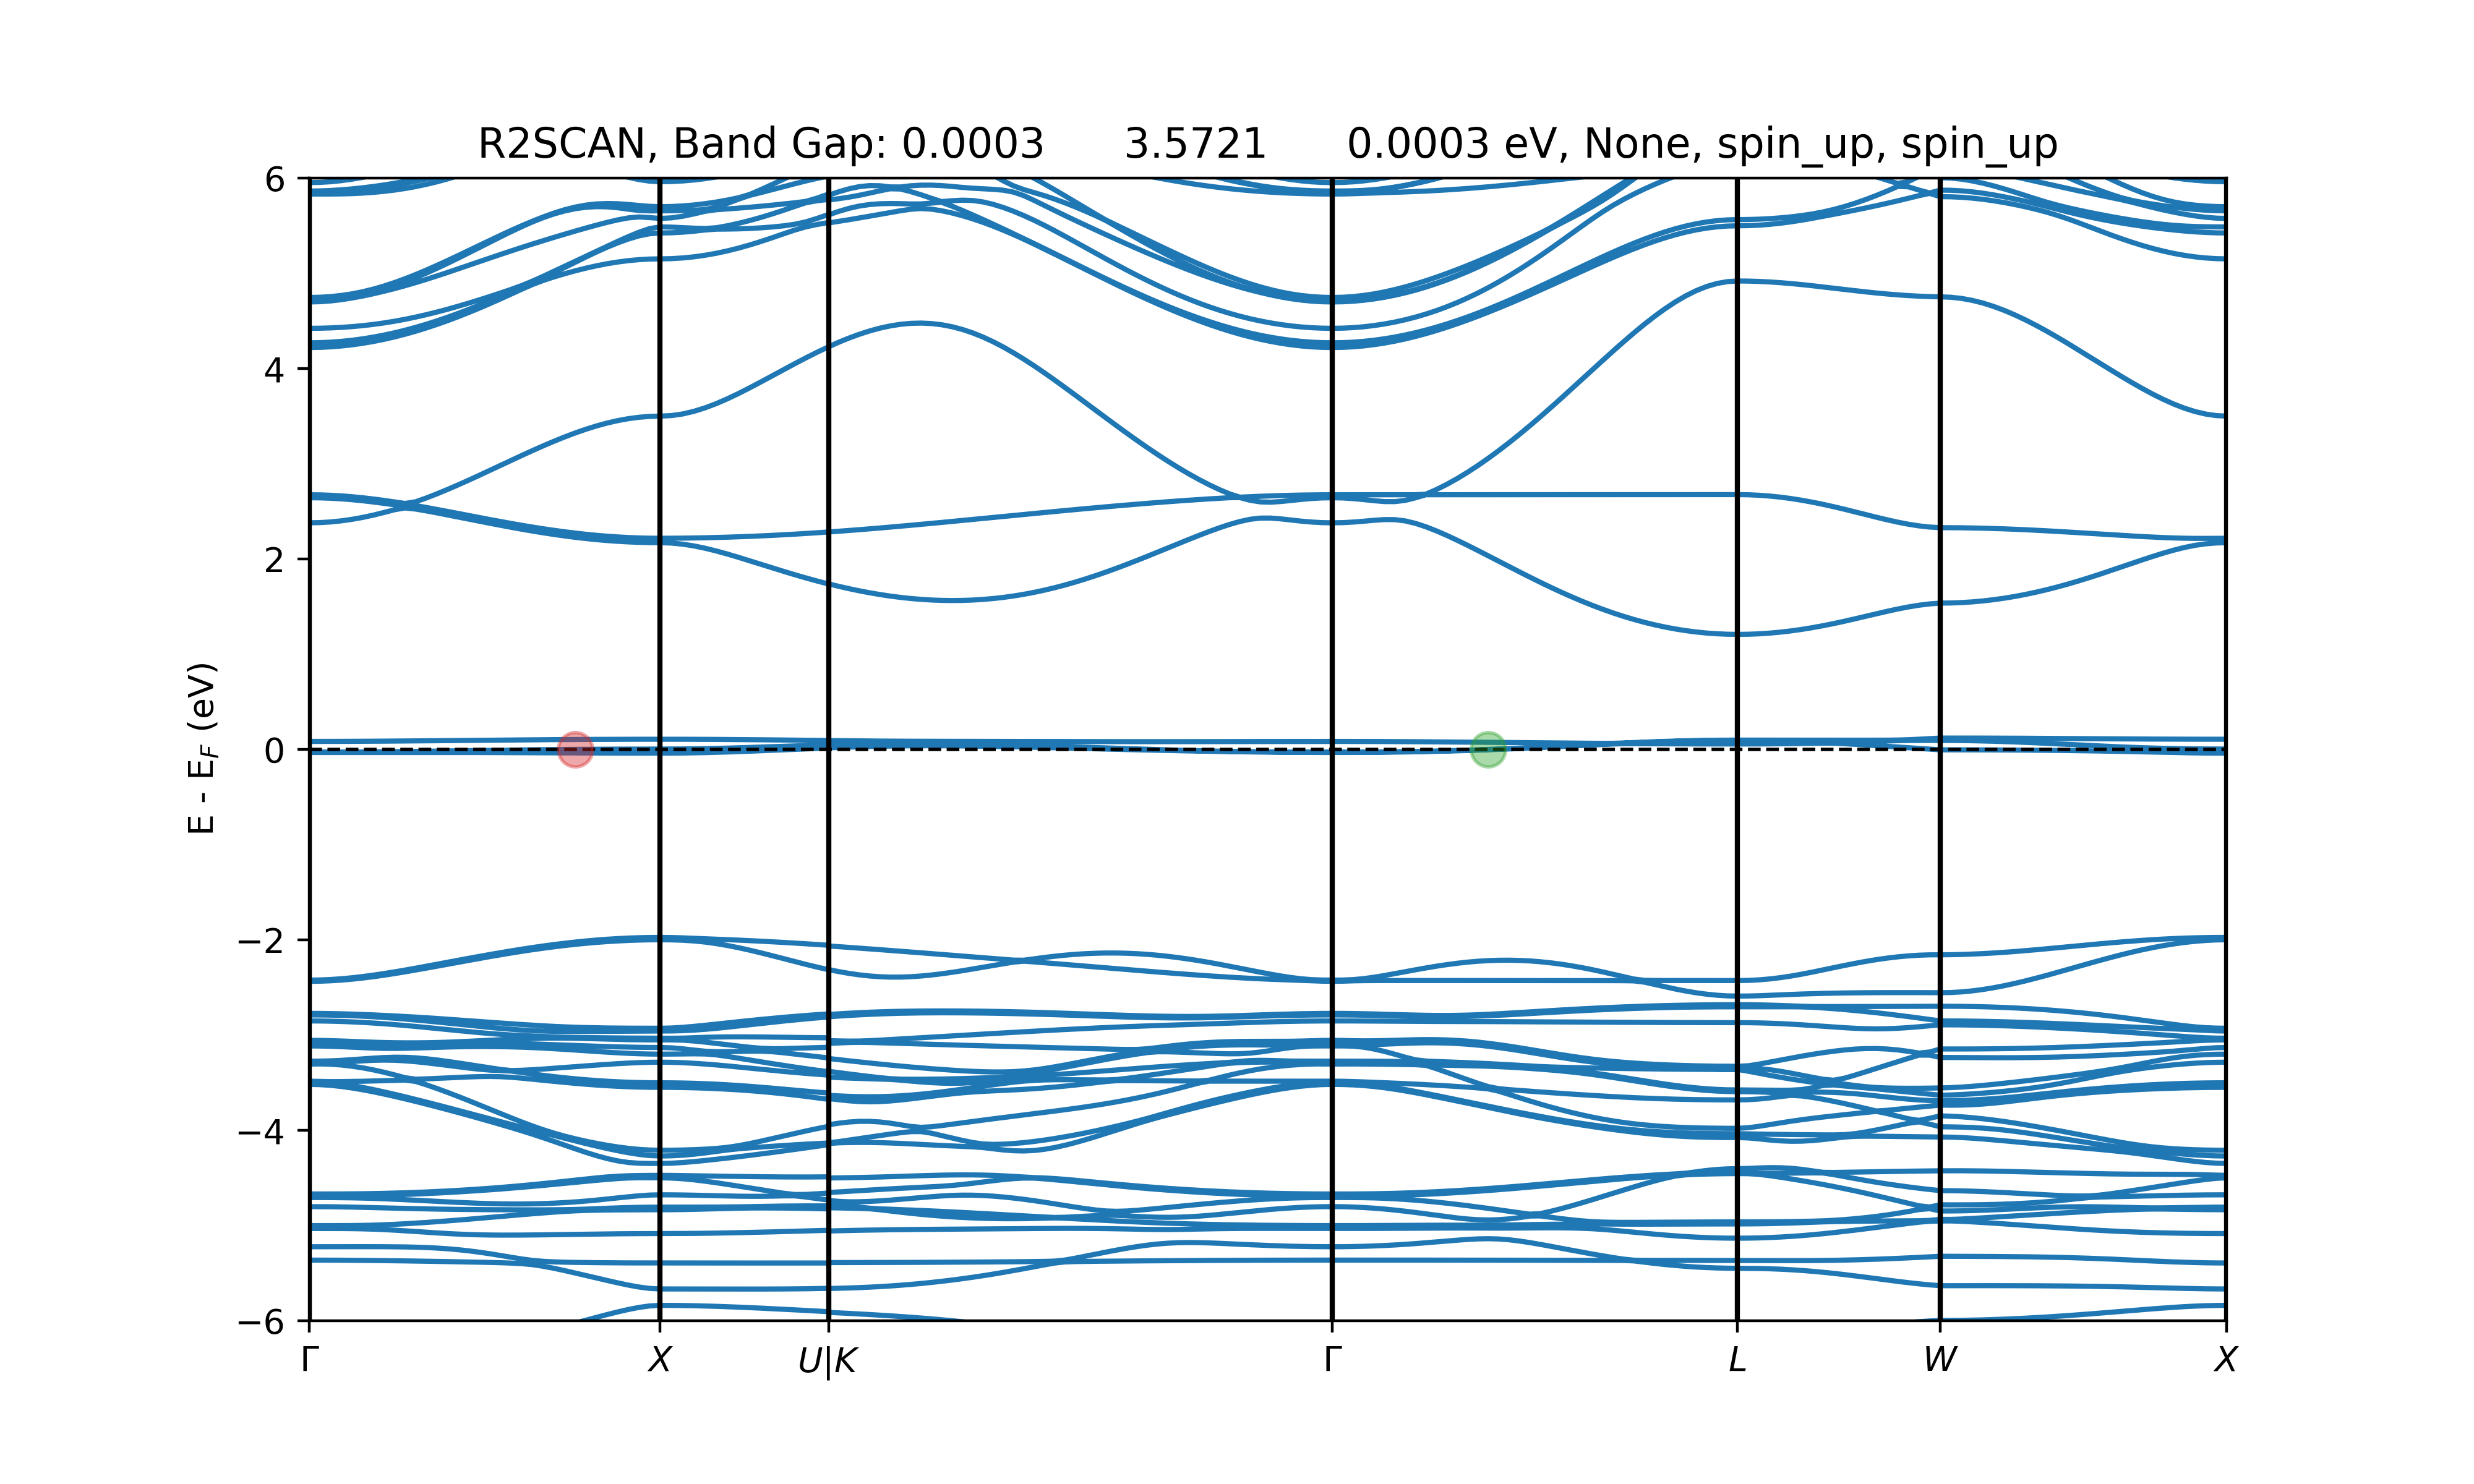 R2SCAN, Band Gap: 0.0003 3.5721 0.0003 eV, None, spin_up, spin_up
6
4
2
0
−2
−4
−6
E - E_F (eV)
Γ X U|K Γ L W X